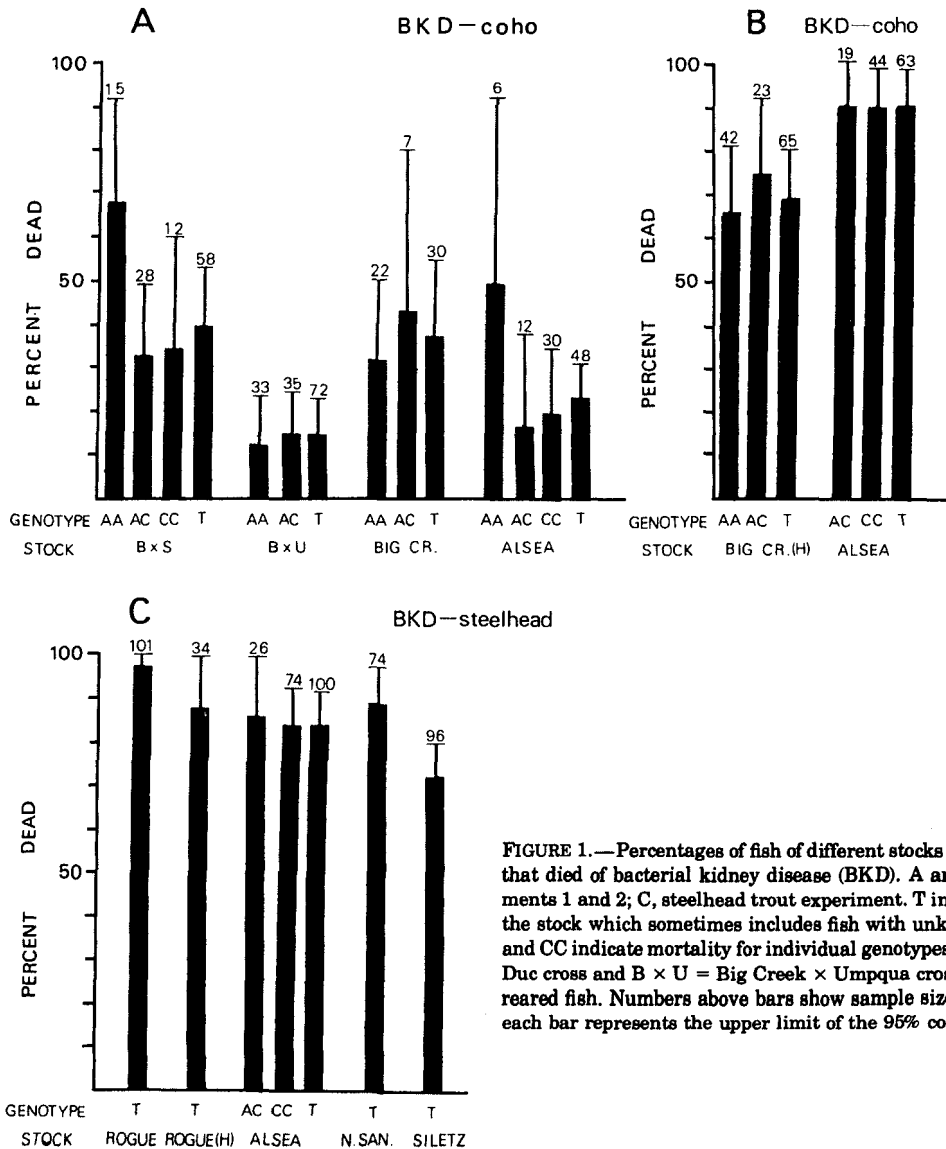 A
BKD—coho
100
50
PERCENT DEAD
15
28
12
58
33
35
72
22
7
30
6
12
30
48
GENOTYPE AA AC CC T AA AC T AA AC T AA AC CC T
STOCK B x S B x U BIG CR. ALSEA
B
BKD—coho
100
50
PERCENT DEAD
42
23
65
19
44
63
GENOTYPE AA AC T AC CC T
STOCK BIG CR.(H) ALSEA
C
BKD—steelhead
100
50
PERCENT DEAD
101
34
26
74
100
74
96
GENOTYPE T T AC CC T T T
STOCK ROGUE ROGUE(H) ALSEA N. SAN. SILETZ
FIGURE 1.—Percentages of fish of different stocks
that died of bacterial kidney disease (BKD). A an
ments 1 and 2; C, steelhead trout experiment. T in
the stock which sometimes includes fish with unk
and CC indicate mortality for individual genotypes
Duc cross and B × U = Big Creek × Umpqua cros
reared fish. Numbers above bars show sample siz
each bar represents the upper limit of the 95% co